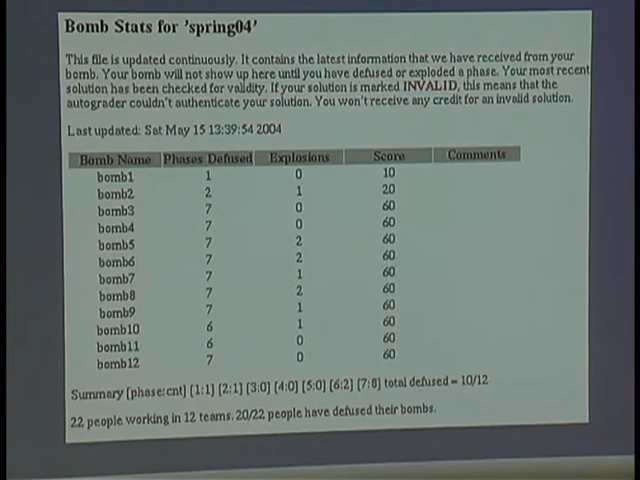 Bomb Stats for 'spring04'
This file is updated continuously. It contains the latest information that we have received from your
bomb. Your bomb will not show up here until you have defused or exploded a phase. Your most recent
solution has been checked for validity. If your solution is marked INVALID, this means that the
autograder couldn't authenticate your solution. You won't receive any credit for an invalid solution.
Last updated: Sat May 15 13:39:54 2004
Bomb Name Phases Defused Explosions Score Comments
bomb1 1 0 10
bomb2 2 1 20
bomb3 7 0 60
bomb4 7 0 60
bomb5 7 2 60
bomb6 7 2 60
bomb7 7 1 60
bomb8 7 2 60
bomb9 7 1 60
bomb10 6 1 60
bomb11 6 0 60
bomb12 7 0 60
Summary [phase:cnt] [1:1] [2:1] [3:0] [4:0] [5:0] [6:2] [7:8] total defused = 10/12
22 people working in 12 teams. 20/22 people have defused their bombs.